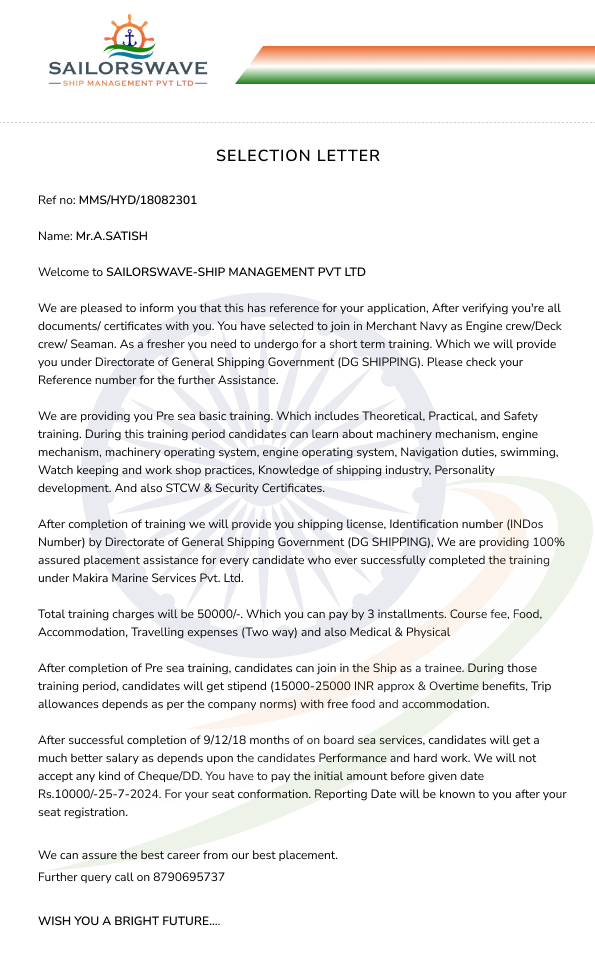 SAILORSWAVE
SHIP MANAGEMENT PVT LTD
SELECTION LETTER
Ref no: MMS/HYD/18082301
Name: Mr.A.SATISH
Welcome to SAILORSWAVE-SHIP MANAGEMENT PVT LTD
We are pleased to inform you that this has reference for your application, After verifying you're all
documents/ certificates with you. You have selected to join in Merchant Navy as Engine crew/Deck
crew/ Seaman. As a fresher you need to undergo for a short term training. Which we will provide
you under Directorate of General Shipping Government (DG SHIPPING). Please check your
Reference number for the further Assistance.
We are providing you Pre sea basic training. Which includes Theoretical, Practical, and Safety
training. During this training period candidates can learn about machinery mechanism, engine
mechanism, machinery operating system, engine operating system, Navigation duties, swimming,
Watch keeping and work shop practices, Knowledge of shipping industry, Personality
development. And also STCW & Security Certificates.
After completion of training we will provide you shipping license, Identification number (INDos
Number) by Directorate of General Shipping Government (DG SHIPPING), We are providing 100%
assured placement assistance for every candidate who ever successfully completed the training
under Makira Marine Services Pvt. Ltd.
Total training charges will be 50000/-. Which you can pay by 3 installments. Course fee, Food,
Accommodation, Travelling expenses (Two way) and also Medical & Physical
After completion of Pre sea training, candidates can join in the Ship as a trainee. During those
training period, candidates will get stipend (15000-25000 INR approx & Overtime benefits, Trip
allowances depends as per the company norms) with free food and accommodation.
After successful completion of 9/12/18 months of on board sea services, candidates will get a
much better salary as depends upon the candidates Performance and hard work. We will not
accept any kind of Cheque/DD. You have to pay the initial amount before given date
Rs.10000/-25-7-2024. For your seat conformation. Reporting Date will be known to you after your
seat registration.
We can assure the best career from our best placement.
Further query call on 8790695737
WISH YOU A BRIGHT FUTURE....